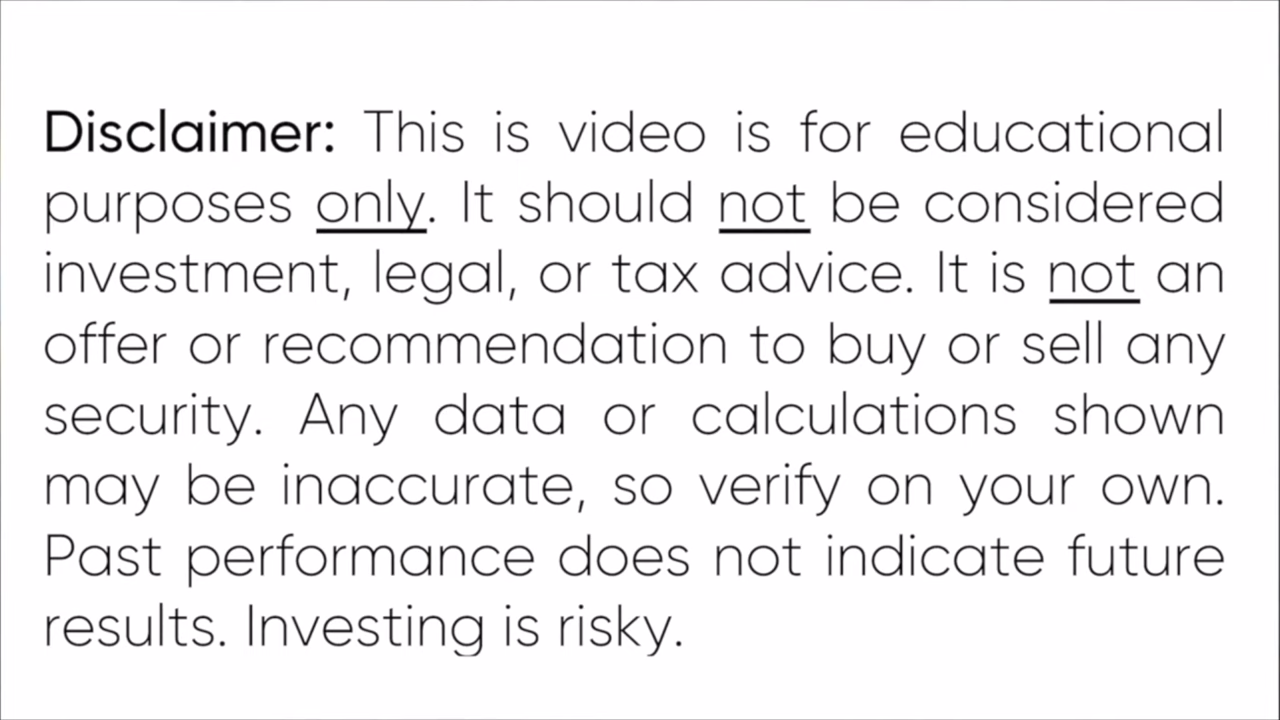 Disclaimer: This is video is for educational
purposes only. It should not be considered
investment, legal, or tax advice. It is not an
offer or recommendation to buy or sell any
security. Any data or calculations shown
may be inaccurate, so verify on your own.
Past performance does not indicate future
results. Investing is risky.